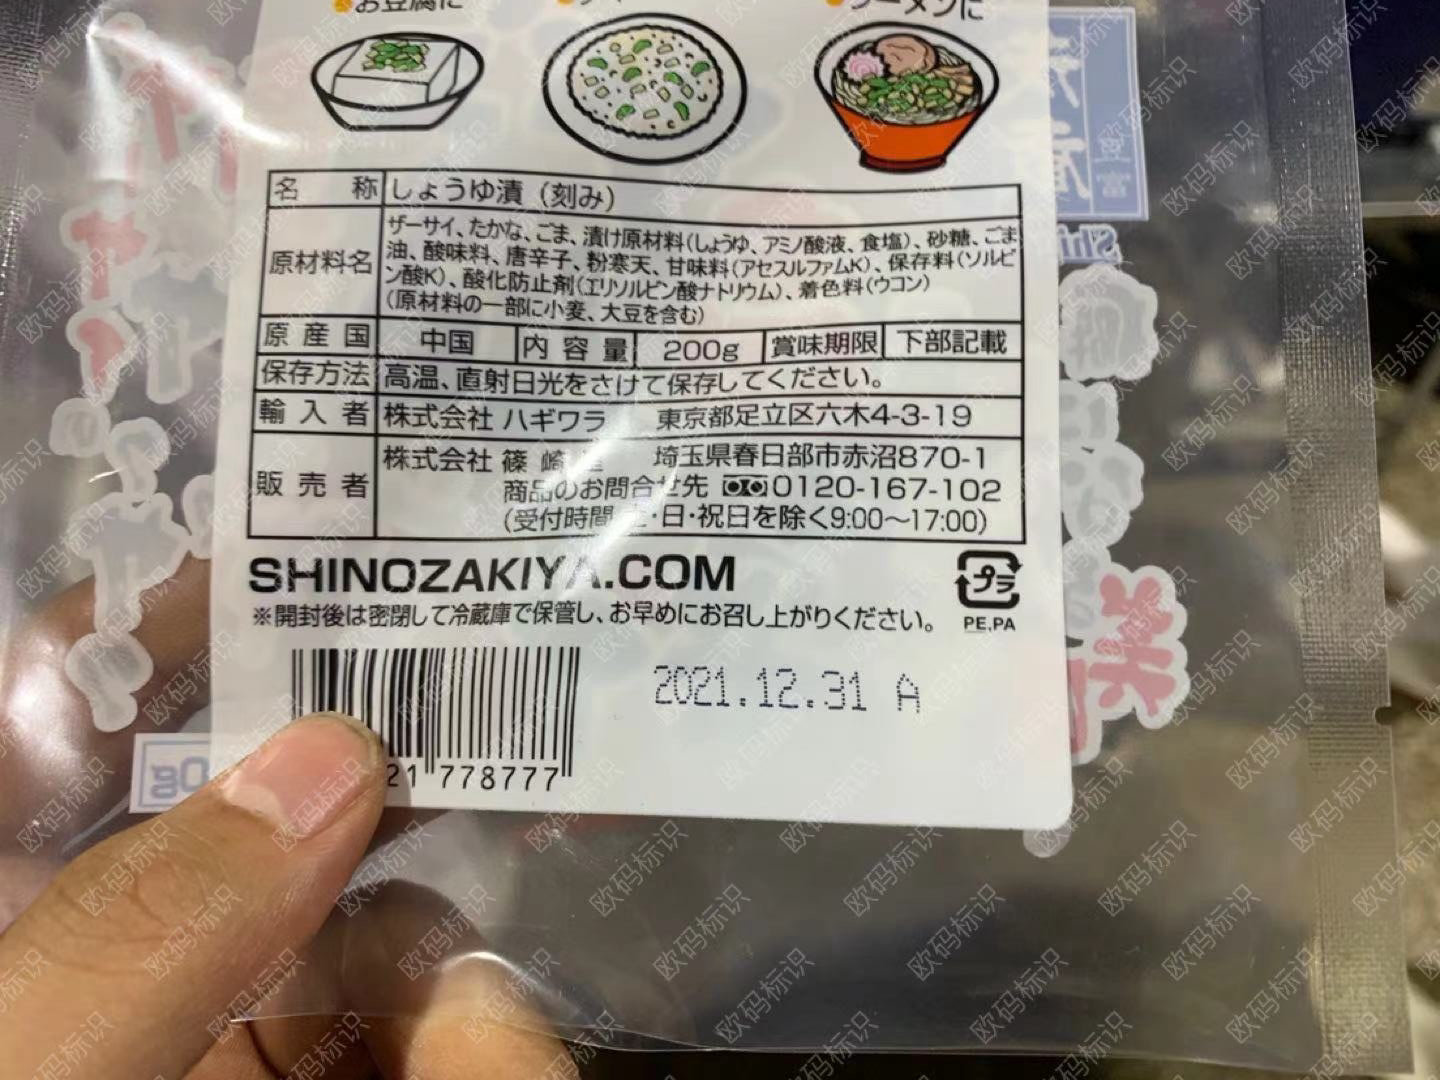 お豆腐に
ラーメンに
名称 しょうゆ漬(刻み)
原材料名 ザーサイ、たかな、ごま、漬け原材料(しょうゆ、アミノ酸液、食塩)、砂糖、ごま
油、酸味料、唐辛子、粉寒天、甘味料(アセスルファムK)、保存料(ソルビ
ン酸K)、酸化防止剤(エリソルビン酸ナトリウム)、着色料(ウコン)
(原材料の一部に小麦、大豆を含む)
原産国 中国 内容量 200g 賞味期限 下部記載
保存方法 高温、直射日光をさけて保存してください。
輸入者 株式会社 ハギワラ 東京都足立区六木4-3-19
販売者 株式会社 篠崎 埼玉県春日部市赤沼870-1
商品のお問合せ先 0120-167-102
(受付時間 土・日・祝日を除く9:00〜17:00)
SHINOZAKIYA.COM
プラ
PE,PA
※開封後は密閉して冷蔵庫で保管し、お早めにお召し上がりください。
2021.12.31 A
21 778777
欧码标识